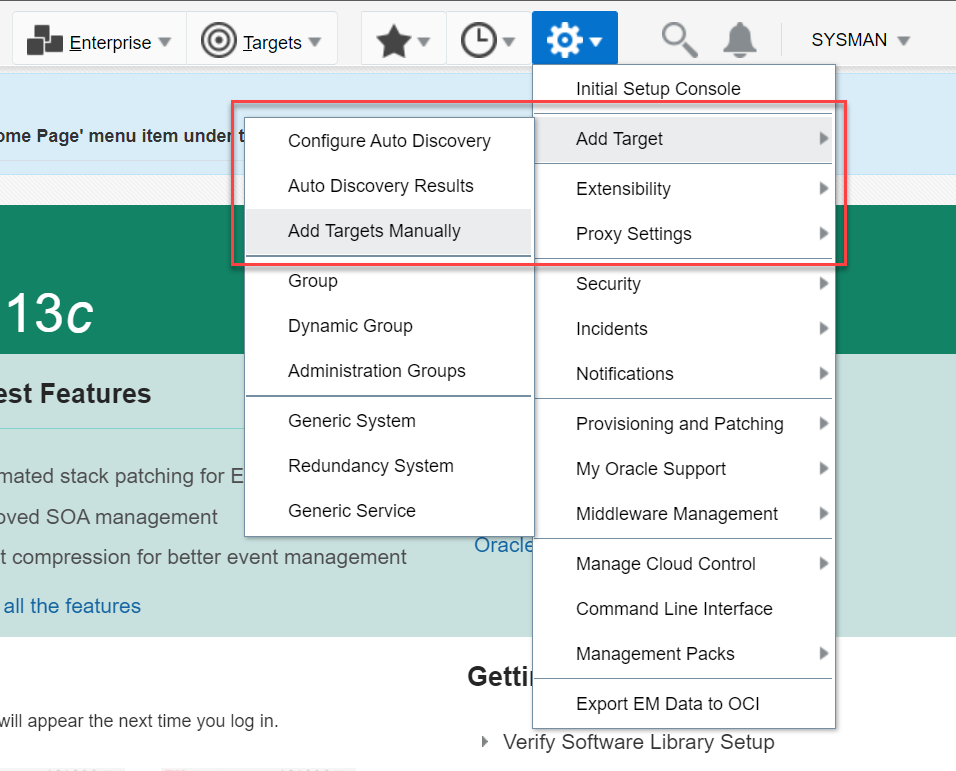 Enterprise
Targets
SYSMAN
Initial Setup Console
Add Target
Extensibility
Proxy Settings
Security
Incidents
Notifications
Provisioning and Patching
My Oracle Support
Middleware Management
Manage Cloud Control
Command Line Interface
Management Packs
Export EM Data to OCI
Configure Auto Discovery
Auto Discovery Results
Add Targets Manually
Group
Dynamic Group
Administration Groups
Generic System
Redundancy System
Generic Service
ome Page' menu item under t
13c
est Features
mated stack patching for E
oved SOA management
t compression for better event management
all the features
Oracle
will appear the next time you log in.
Getti
Verify Software Library Setup